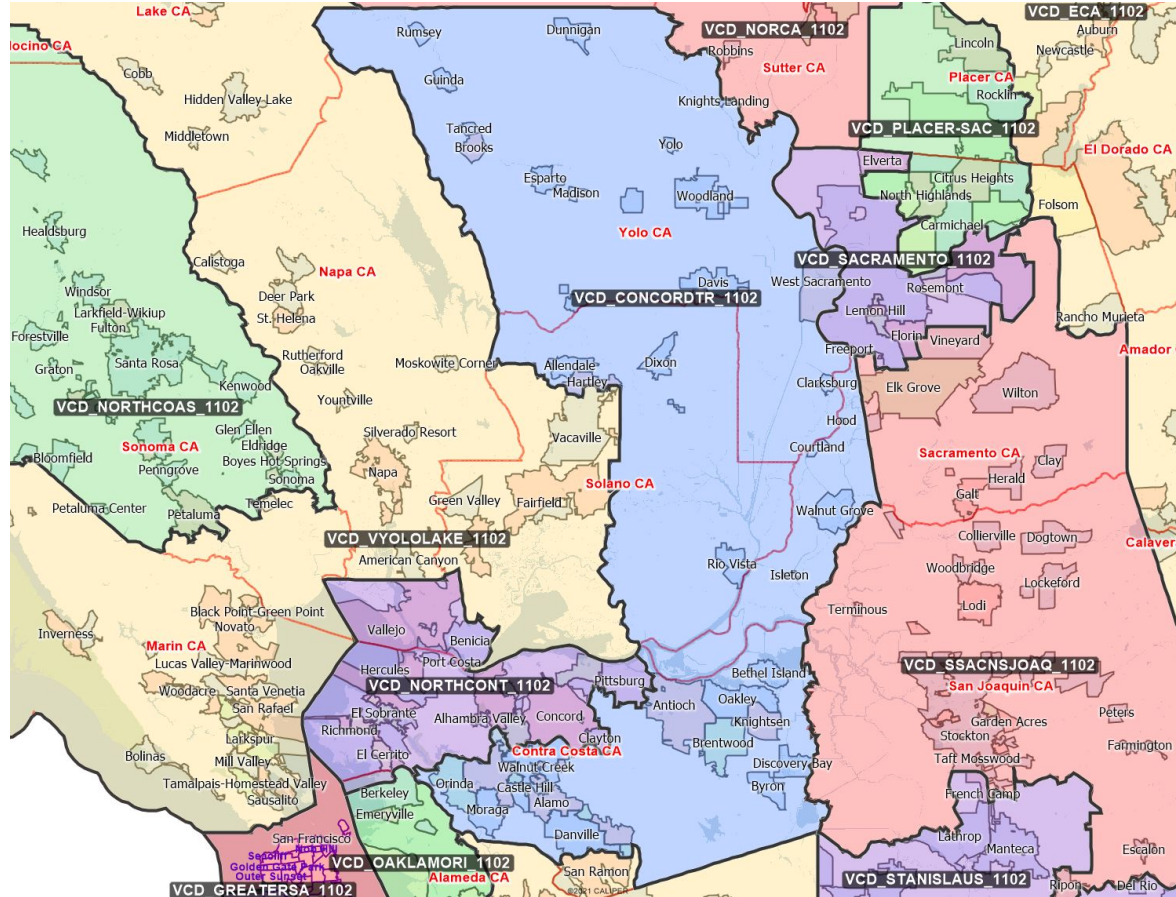 Lake CA
VCD_ECA_1102
Rumsey
Dunnigan
VCD_NORCA_1102
Auburn
Robbins
Lincoln
Newcastle
docino CA
Cobb
Guinda
Sutter CA
Placer CA
Hidden Valley Lake
Knights Landing
Rocklin
Middletown
Tancred
Brooks
Yolo
VCD_PLACER-SAC_1102
El Dorado CA
Elverta
Esparto
Madison
Woodland
Citrus Heights
North Highlands
Folsom
Healdsburg
Yolo CA
Carmichael
Calistoga
Napa CA
VCD_SACRAMENTO_1102
Windsor
Deer Park
Davis
West Sacramento
Rosemont
Larkfield-Wikiup
Fulton
St. Helena
VCD_CONCORDTR_1102
Lemon Hill
Rancho Murieta
Forestville
Florin
Vineyard
Santa Rosa
Rutherford
Oakville
Moskowite Corner
Allendale
Dixon
Freeport
Amador
Graton
Kenwood
Hartley
Clarksburg
Elk Grove
Wilton
Yountville
VCD_NORTHCOAS_1102
Hood
Glen Ellen
Silverado Resort
Vacaville
Courtland
Sonoma CA
Eldridge
Sacramento CA
Bloomfield
Penngrove
Boyes Hot Springs
Napa
Clay
Sonoma
Solano CA
Herald
Petaluma Center
Temelec
Green Valley
Fairfield
Galt
Petaluma
Walnut Grove
VCD_VYOLOLAKE_1102
Collierville
Dogtown
Calaver
American Canyon
Rio Vista
Isleton
Woodbridge
Lockeford
Black Point-Green Point
Terminous
Lodi
Inverness
Novato
Vallejo
Marin CA
Benicia
Lucas Valley-Marinwood
Hercules
Port Costa
VCD_SSACNSJOAQ_1102
Woodacre
Santa Venetia
VCD_NORTHCONT_1102
Pittsburg
Bethel Island
San Joaquin CA
San Rafael
Antioch
Oakley
El Sobrante
Alhambra Valley
Concord
Knightsen
Garden Acres
Peters
Richmond
Larkspur
Clayton
Brentwood
Stockton
Farmington
Bolinas
Mill Valley
El Cerrito
Contra Costa CA
Taft Mosswood
Walnut Creek
Discovery Bay
Tamalpais-Homestead Valley
Orinda
Castle Hill
Byron
Sausalito
Berkeley
Alamo
French Camp
Emeryville
Moraga
Danville
Lathrop
San Francisco
Manteca
Nob Hill
Escalon
Golden Gate Park
VCD_OAKLAMORI_1102
San Ramon
Outer Sunset
Alameda CA
VCD_STANISLAUS_1102
VCD_GREATERSA_1102
©2021 CALIPER
Ripon
Del Rio